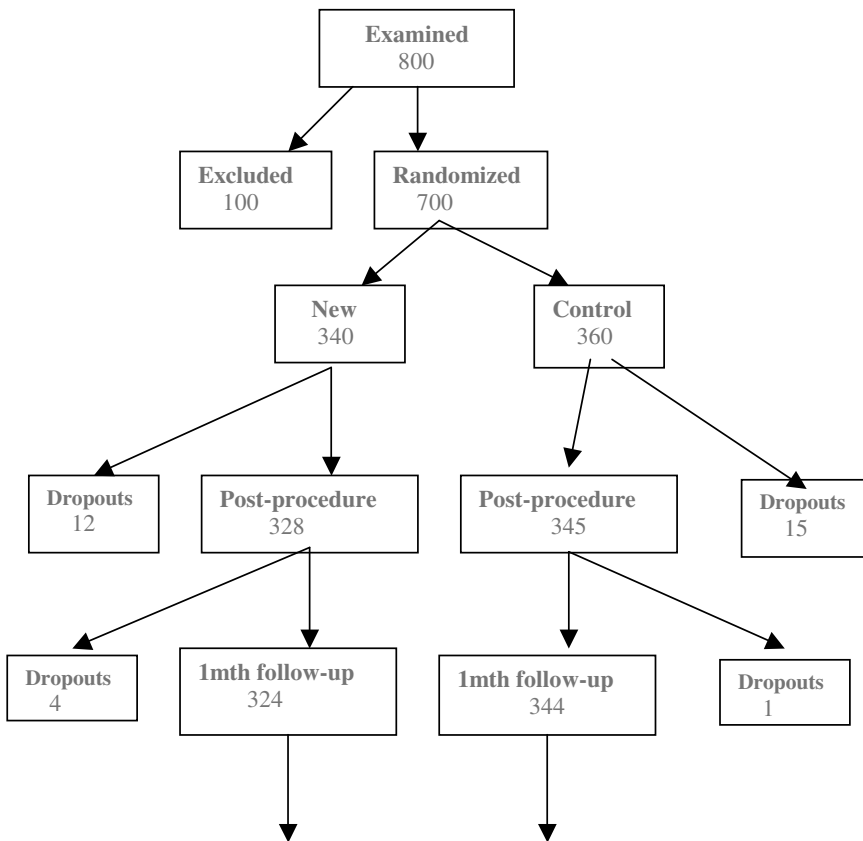 Examined
800
Excluded
100
Randomized
700
New
340
Control
360
Dropouts
12
Post-procedure
328
Post-procedure
345
Dropouts
15
Dropouts
4
1mth follow-up
324
1mth follow-up
344
Dropouts
1